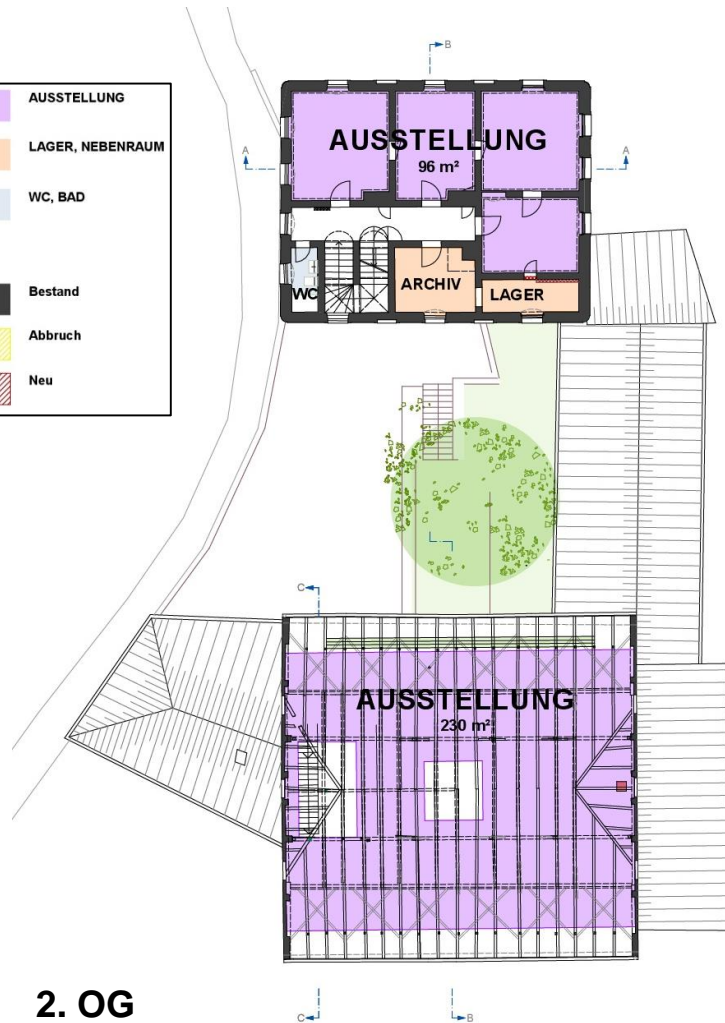 B
AUSSTELLUNG
LAGER, NEBENRAUM
WC, BAD
Bestand
Abbruch
Neu
A
AUSSTELLUNG
96 m²
A
WC
ARCHIV
LAGER
C
AUSSTELLUNG
230 m²
2. OG
C
B